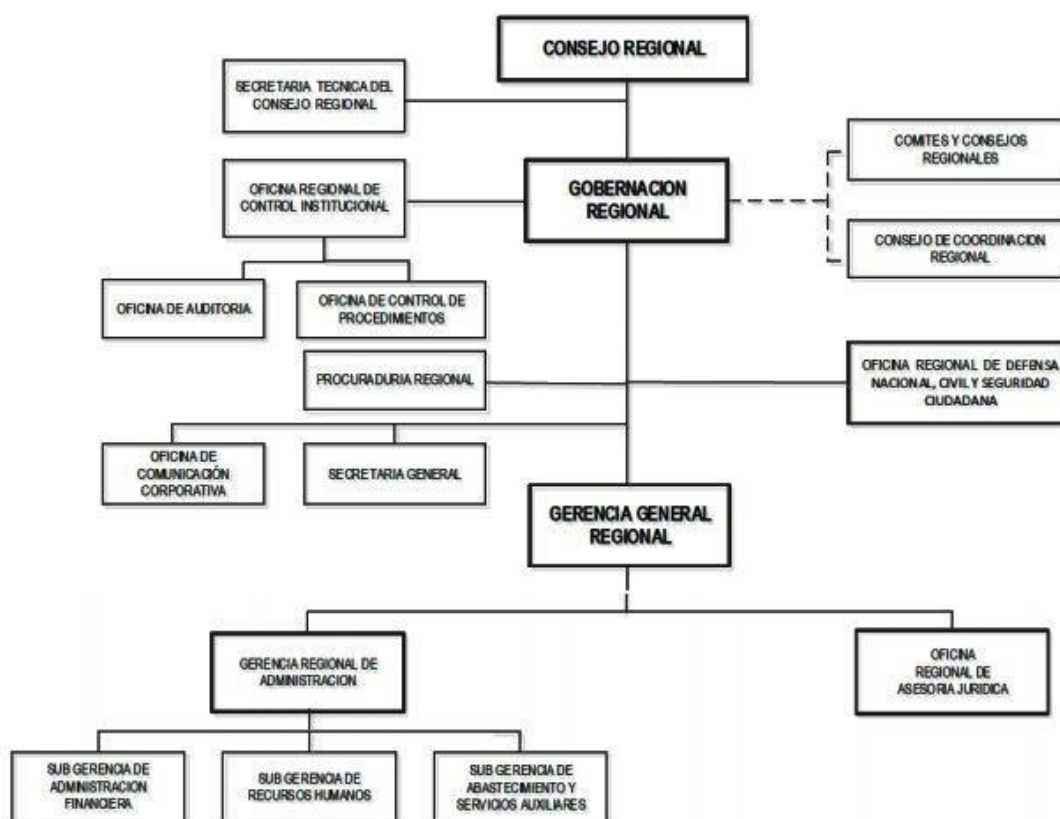 CONSEJO REGIONAL
SECRETARIA TECNICA DEL
CONSEJO REGIONAL
COMITES Y CONSEJOS
REGIONALES
OFICINA REGIONAL DE
CONTROL INSTITUCIONAL
GOBERNACION
REGIONAL
CONSEJO DE COORDINACION
REGIONAL
OFICINA DE AUDITORIA
OFICINA DE CONTROL DE
PROCEDIMIENTOS
PROCURADURIA REGIONAL
OFICINA REGIONAL DE DEFENSA
NACIONAL, CIVIL Y SEGURIDAD
CIUDADANA
OFICINA DE
COMUNICACIÓN
CORPORATIVA
SECRETARIA GENERAL
GERENCIA GENERAL
REGIONAL
GERENCIA REGIONAL DE
ADMINISTRACION
OFICINA
REGIONAL DE
ASESORIA JURIDICA
SUB GERENCIA DE
ADMINISTRACION
FINANCIERA
SUB GERENCIA DE
RECURSOS HUMANOS
SUB GERENCIA DE
ABASTECIMIENTO Y
SERVICIOS AUXILIARES